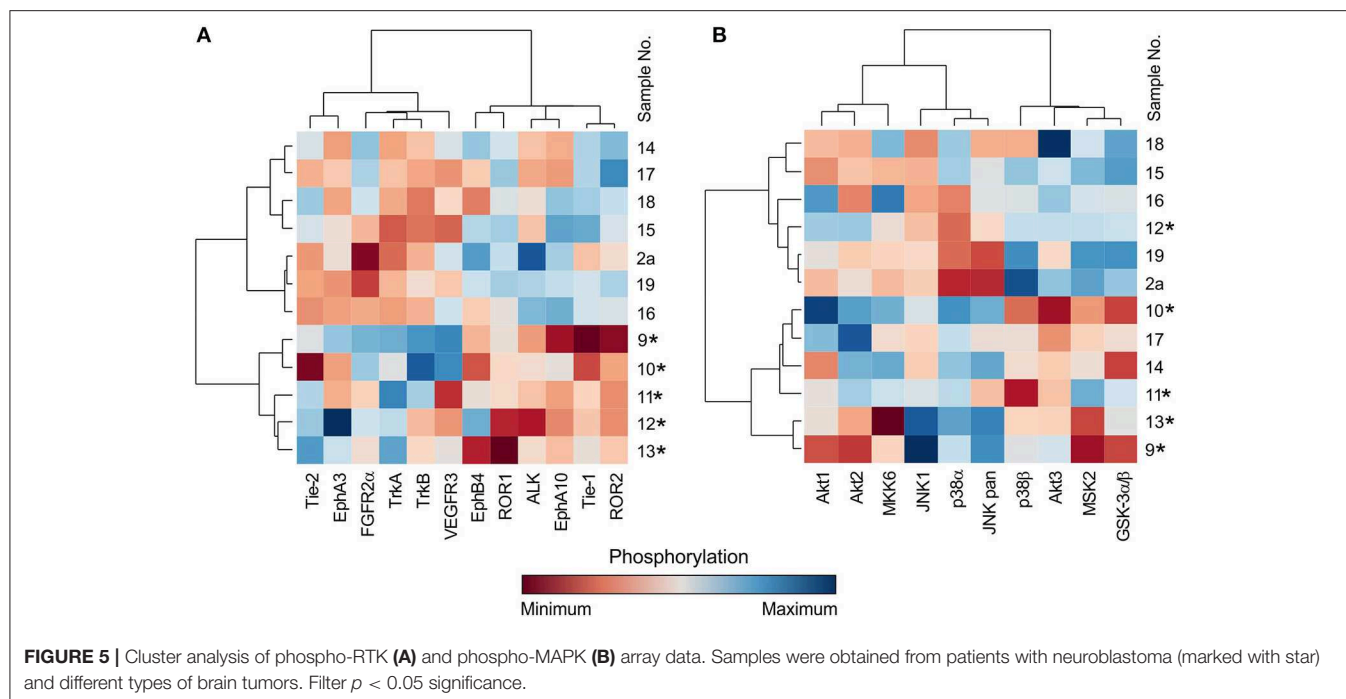 A
Sample No.
14
17
18
15
2a
19
16
9*
10*
11*
12*
13*
Tie-2
EphA3
FGFR2α
TrkA
TrkB
VEGFR3
EphB4
ROR1
ALK
EphA10
Tie-1
ROR2
B
Sample No.
18
15
16
12*
19
2a
10*
17
14
11*
13*
9*
Akt1
Akt2
MKK6
JNK1
p38α
JNK pan
p38β
Akt3
MSK2
GSK-3α/β
Phosphorylation
Minimum
Maximum
FIGURE 5 | Cluster analysis of phospho-RTK (A) and phospho-MAPK (B) array data. Samples were obtained from patients with neuroblastoma (marked with star)
and different types of brain tumors. Filter p < 0.05 significance.